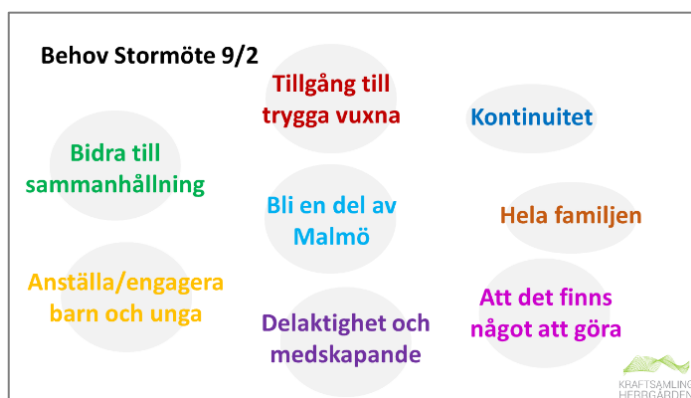 Behov Stormöte 9/2
Tillgång till
trygga vuxna
Kontinuitet
Bidra till
sammanhållning
Bli en del av
Malmö
Hela familjen
Anställa/engagera
barn och unga
Delaktighet och
medskapande
Att det finns
något att göra
KRAFTSAMLING
HERRGÅRDEN